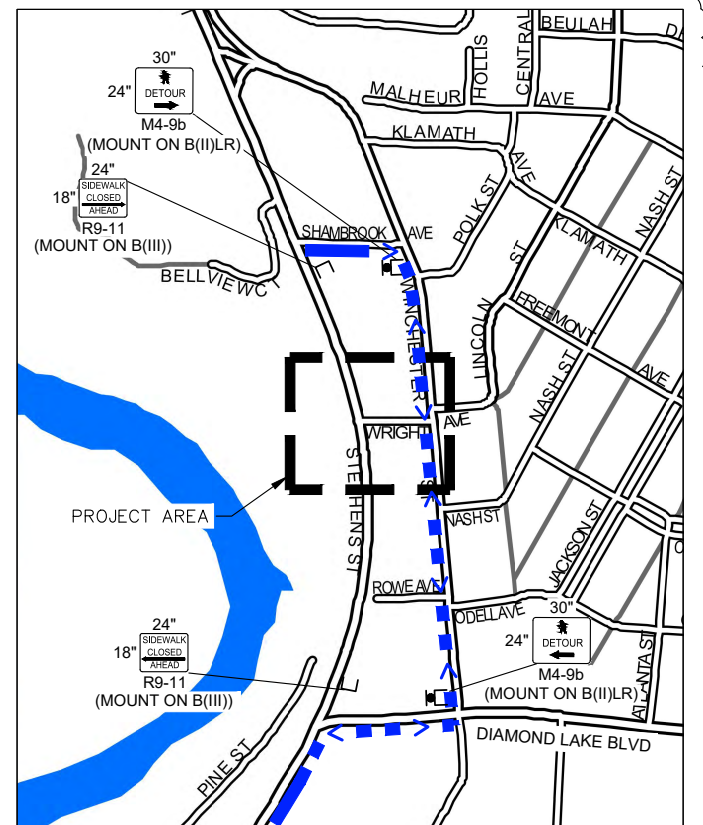 BEULAH
CENTRAL
HOLLIS
30"
24"
DETOUR
M4-9b
(MOUNT ON B(II)LR)
MALHEUR
AVE
KLAMATH
AVE
24"
18"
SIDEWALK
CLOSED
AHEAD
R9-11
(MOUNT ON B(III))
NASH ST
POLK ST
SHAMBROOK
AVE
KLAMATH
ST
BELLVIEW CT
WINCHESTER
LINCOLN
FREEMONT
AVE
NASH ST
WRIGHT
AVE
STEPHENS ST
ST
PROJECT AREA
NASH ST
JACKSON ST
ROWE AVE
ODELL AVE
30"
24"
DETOUR
M4-9b
(MOUNT ON B(II)LR)
ATLANTA ST
24"
18"
SIDEWALK
CLOSED
AHEAD
R9-11
(MOUNT ON B(III))
DIAMOND LAKE BLVD
PINE ST